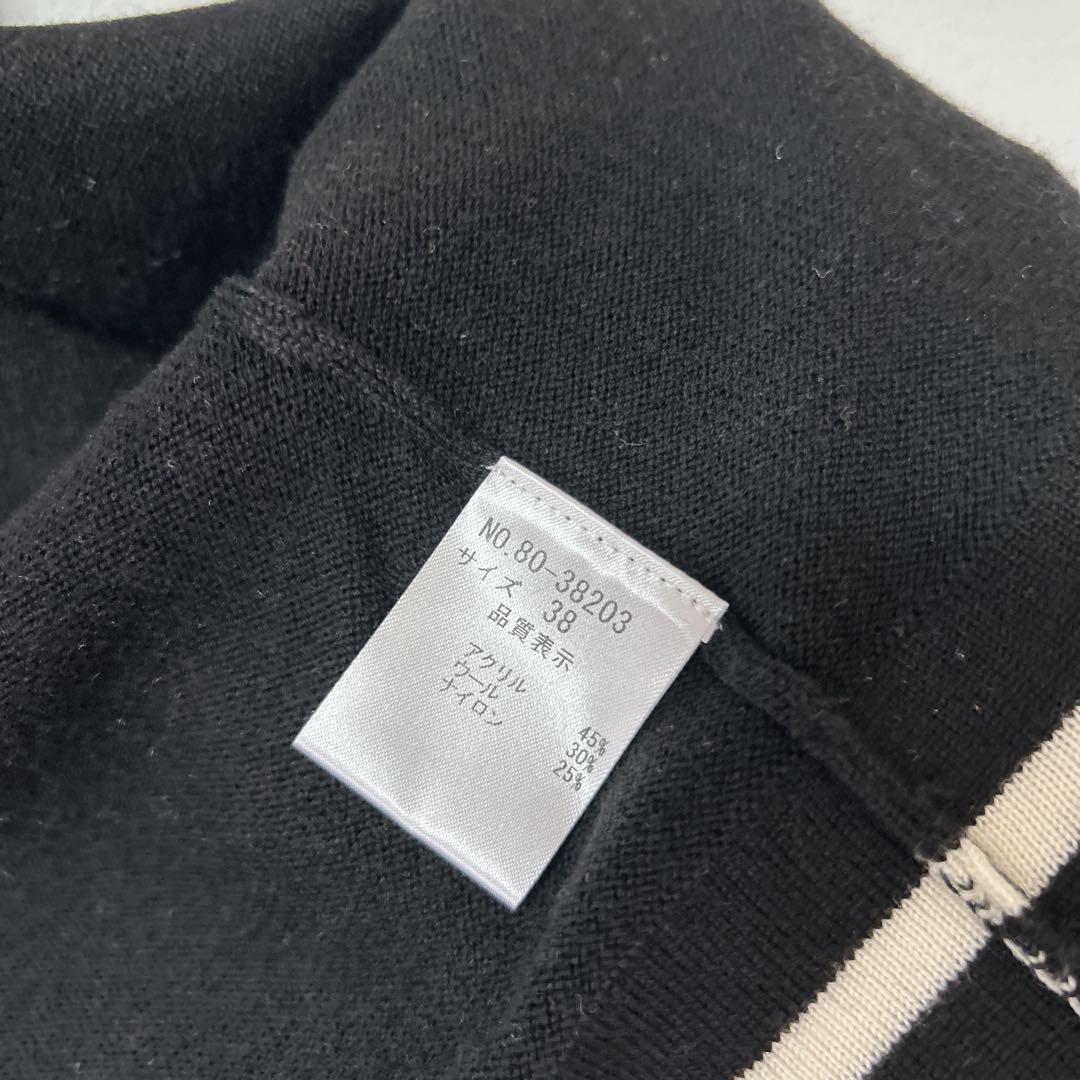 NO.80-38203
サイズ 38
品質表示
アクリル 45%
ウール 30%
ナイロン 25%